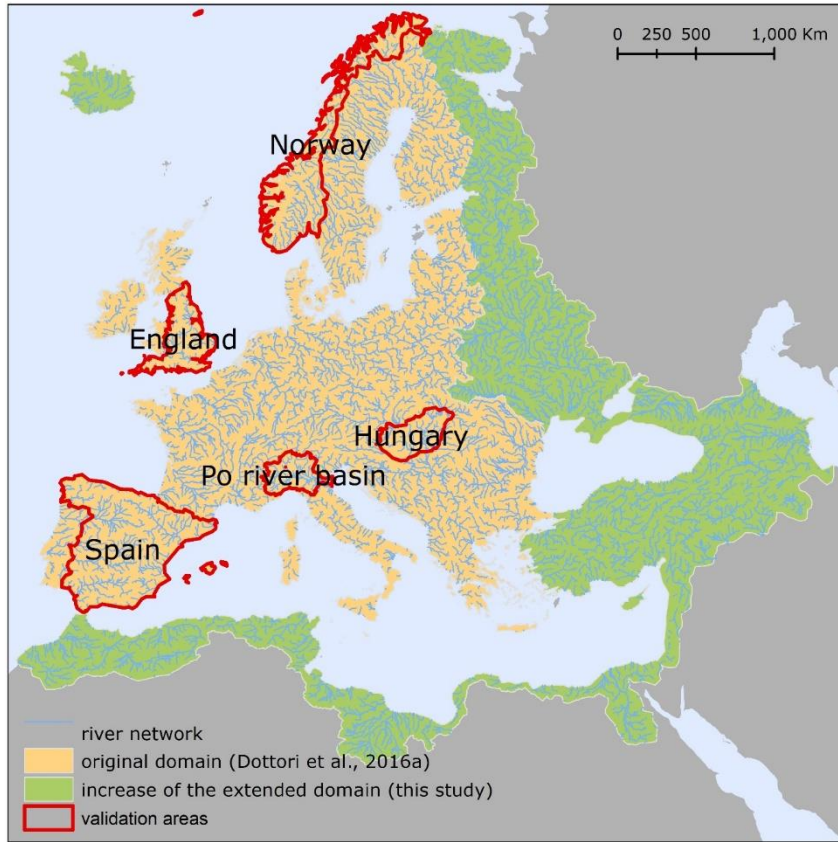 0 250 500 1,000 Km
Norway
England
Hungary
Po river basin
Spain
river network
original domain (Dottori et al., 2016a)
increase of the extended domain (this study)
validation areas